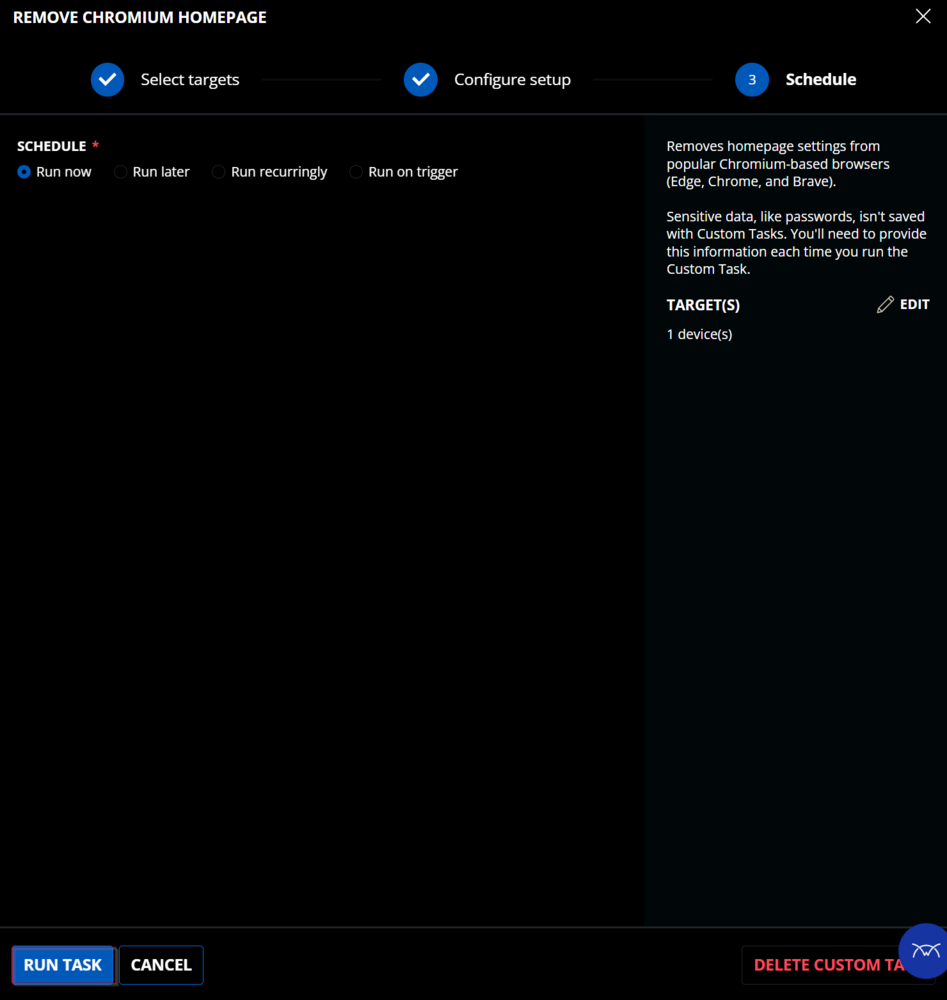 REMOVE CHROMIUM HOMEPAGE
Select targets
Configure setup
3
Schedule
SCHEDULE *
Run now
Run later
Run recurringly
Run on trigger
Removes homepage settings from
popular Chromium-based browsers
(Edge, Chrome, and Brave).
Sensitive data, like passwords, isn't saved
with Custom Tasks. You'll need to provide
this information each time you run the
Custom Task.
TARGET(S)
EDIT
1 device(s)
RUN TASK
CANCEL
DELETE CUSTOM TA